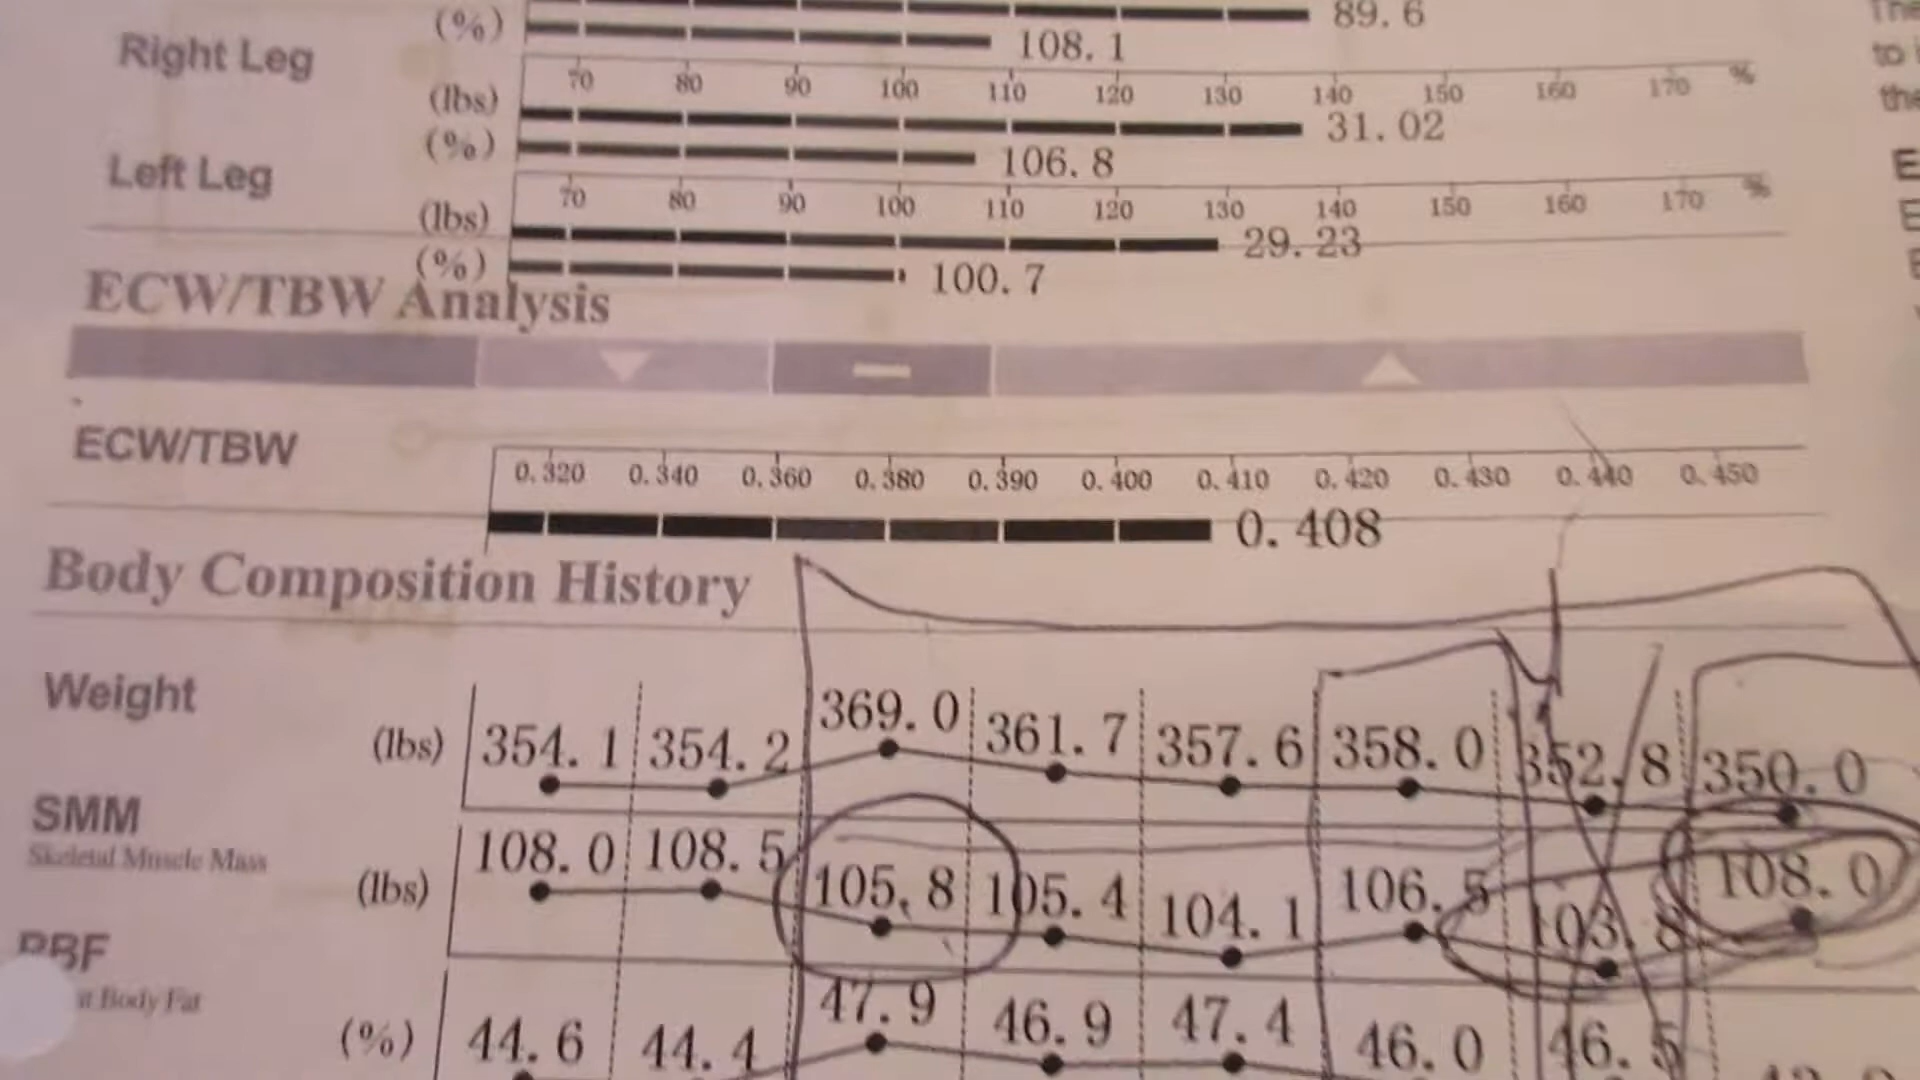 89. 6
(%) 108. 1
Right Leg
70 80 90 100 110 120 130 140 150 160 170 %
(lbs) 31. 02
(%) 106. 8
Left Leg
70 80 90 100 110 120 130 140 150 160 170 %
(lbs) 29. 23
(%) 100. 7
ECW/TBW Analysis
ECW/TBW
0. 320 0. 340 0. 360 0. 380 0. 390 0. 400 0. 410 0. 420 0. 430 0. 440 0. 450
0. 408
Body Composition History
Weight
(lbs) 354. 1 354. 2 369. 0 361. 7 357. 6 358. 0 352. 8 350. 0
SMM
Skeletal Muscle Mass
(lbs) 108. 0 108. 5 105. 8 105. 4 104. 1 106. 5 103. 8 108. 0
PBF
Body Fat
(%) 44. 6 44. 4 47. 9 46. 9 47. 4 46. 0 46. 5
to
the